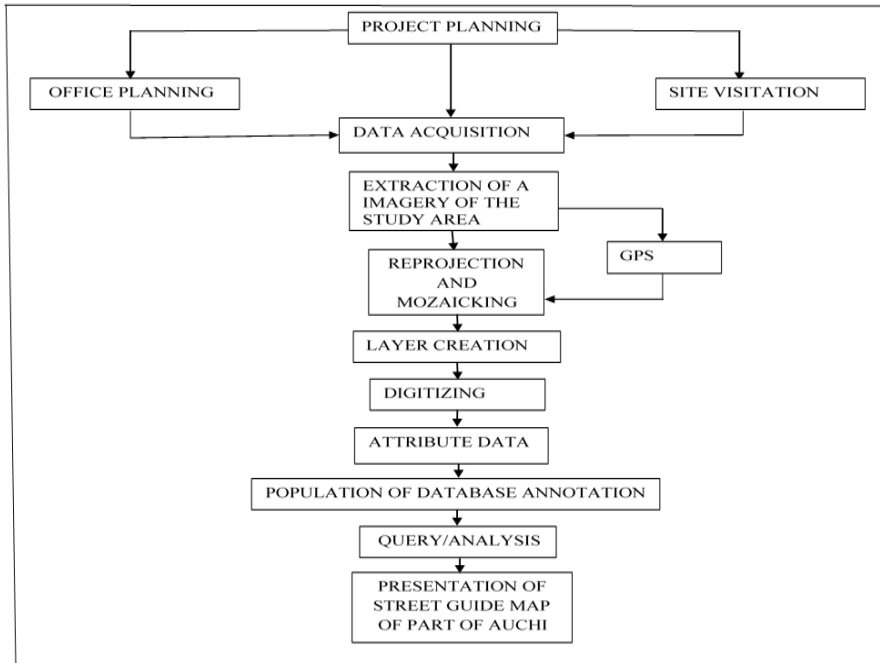 PROJECT PLANNING
OFFICE PLANNING
SITE VISITATION
DATA ACQUISITION
EXTRACTION OF A
IMAGERY OF THE
STUDY AREA
GPS
REPROJECTION
AND
MOZAICKING
LAYER CREATION
DIGITIZING
ATTRIBUTE DATA
POPULATION OF DATABASE ANNOTATION
QUERY/ANALYSIS
PRESENTATION OF
STREET GUIDE MAP
OF PART OF AUCHI